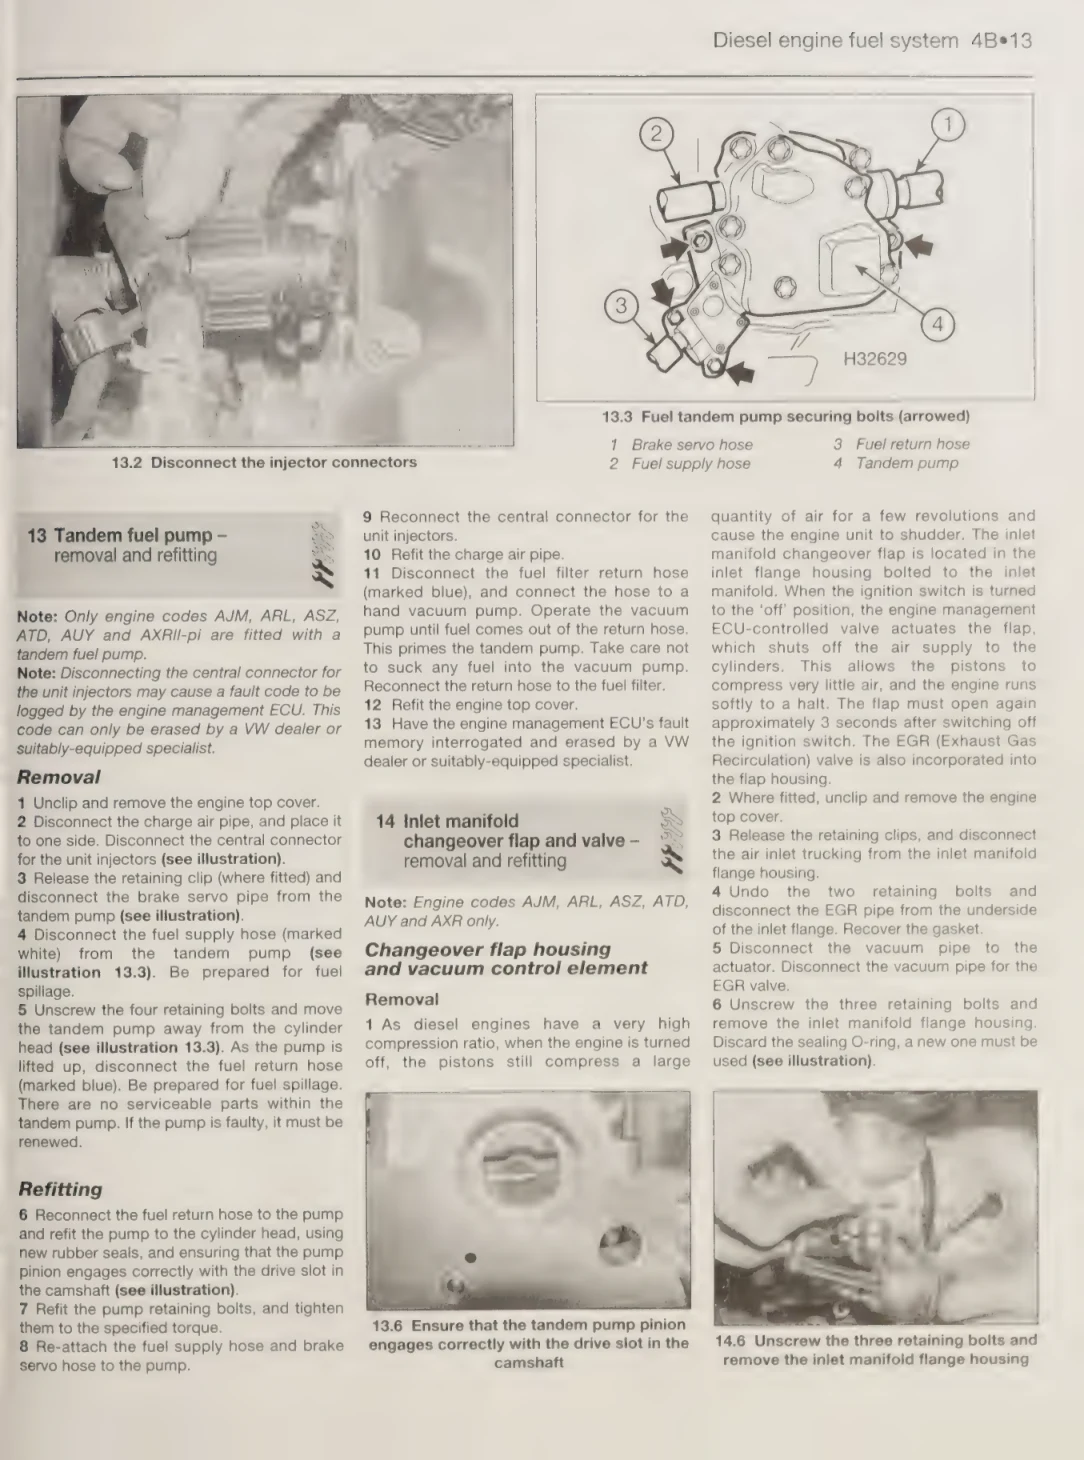 Diesel engine fuel system 4B•13
13.2 Disconnect the injector connectors
1
2
3
4
H32629
13.3 Fuel tandem pump securing bolts (arrowed)
1 Brake servo hose
2 Fuel supply hose
3 Fuel return hose
4 Tandem pump
13 Tandem fuel pump –
removal and refitting
Note: Only engine codes AJM, ARL, ASZ,
ATD, AUY and AXRII-pi are fitted with a
tandem fuel pump.
Note: Disconnecting the central connector for
the unit injectors may cause a fault code to be
logged by the engine management ECU. This
code can only be erased by a VW dealer or
suitably-equipped specialist.
Removal
1 Unclip and remove the engine top cover.
2 Disconnect the charge air pipe, and place it
to one side. Disconnect the central connector
for the unit injectors (see illustration).
3 Release the retaining clip (where fitted) and
disconnect the brake servo pipe from the
tandem pump (see illustration).
4 Disconnect the fuel supply hose (marked
white) from the tandem pump (see
illustration 13.3). Be prepared for fuel
spillage.
5 Unscrew the four retaining bolts and move
the tandem pump away from the cylinder
head (see illustration 13.3). As the pump is
lifted up, disconnect the fuel return hose
(marked blue). Be prepared for fuel spillage.
There are no serviceable parts within the
tandem pump. If the pump is faulty, it must be
renewed.
Refitting
6 Reconnect the fuel return hose to the pump
and refit the pump to the cylinder head, using
new rubber seals, and ensuring that the pump
pinion engages correctly with the drive slot in
the camshaft (see illustration).
7 Refit the pump retaining bolts, and tighten
them to the specified torque.
8 Re-attach the fuel supply hose and brake
servo hose to the pump.
9 Reconnect the central connector for the
unit injectors.
10 Refit the charge air pipe.
11 Disconnect the fuel filter return hose
(marked blue), and connect the hose to a
hand vacuum pump. Operate the vacuum
pump until fuel comes out of the return hose.
This primes the tandem pump. Take care not
to suck any fuel into the vacuum pump.
Reconnect the return hose to the fuel filter.
12 Refit the engine top cover.
13 Have the engine management ECU's fault
memory interrogated and erased by a VW
dealer or suitably-equipped specialist.
14 Inlet manifold
changeover flap and valve –
removal and refitting
Note: Engine codes AJM, ARL, ASZ, ATD,
AUY and AXR only.
Changeover flap housing
and vacuum control element
Removal
1 As diesel engines have a very high
compression ratio, when the engine is turned
off, the pistons still compress a large
quantity of air for a few revolutions and
cause the engine unit to shudder. The inlet
manifold changeover flap is located in the
inlet flange housing bolted to the inlet
manifold. When the ignition switch is turned
to the 'off' position, the engine management
ECU-controlled valve actuates the flap,
which shuts off the air supply to the
cylinders. This allows the pistons to
compress very little air, and the engine runs
softly to a halt. The flap must open again
approximately 3 seconds after switching off
the ignition switch. The EGR (Exhaust Gas
Recirculation) valve is also incorporated into
the flap housing.
2 Where fitted, unclip and remove the engine
top cover.
3 Release the retaining clips, and disconnect
the air inlet trucking from the inlet manifold
flange housing.
4 Undo the two retaining bolts and
disconnect the EGR pipe from the underside
of the inlet flange. Recover the gasket.
5 Disconnect the vacuum pipe to the
actuator. Disconnect the vacuum pipe for the
EGR valve.
6 Unscrew the three retaining bolts and
remove the inlet manifold flange housing.
Discard the sealing O-ring, a new one must be
used (see illustration).
13.6 Ensure that the tandem pump pinion
engages correctly with the drive slot in the
camshaft
14.6 Unscrew the three retaining bolts and
remove the inlet manifold flange housing